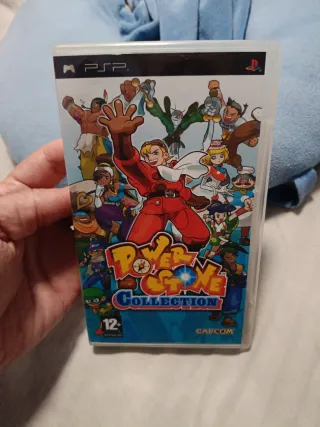 PSP
POWER
STONE
COLLECTION
12+
CAPCOM